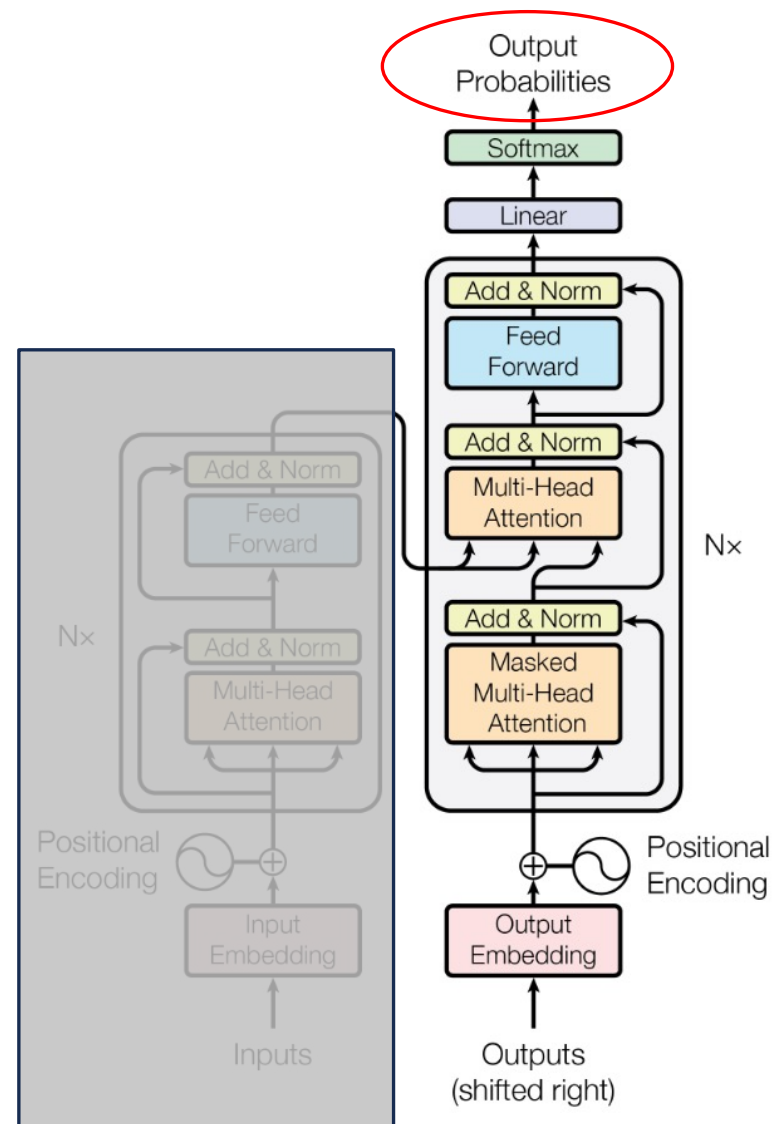 Output
Probabilities
Softmax
Linear
Add & Norm
Feed
Forward
Add & Norm
Multi-Head
Attention
Nx
Add & Norm
Masked
Multi-Head
Attention
Positional
Encoding
Output
Embedding
Outputs
(shifted right)
Add & Norm
Feed
Forward
Nx
Add & Norm
Multi-Head
Attention
Positional
Encoding
Input
Embedding
Inputs